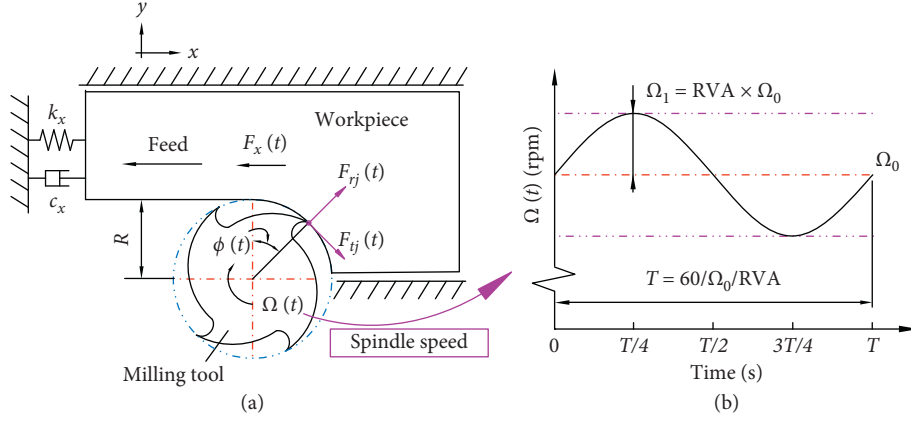 y
x
k_x
c_x
Feed
F_x (t)
Workpiece
F_rj (t)
F_tj (t)
R
ϕ (t)
Ω (t)
Milling tool
Spindle speed
(a)
Ω (t) (rpm)
Ω_1 = RVA × Ω_0
Ω_0
T = 60/Ω_0/RVA
0
T/4
T/2
3T/4
T
Time (s)
(b)